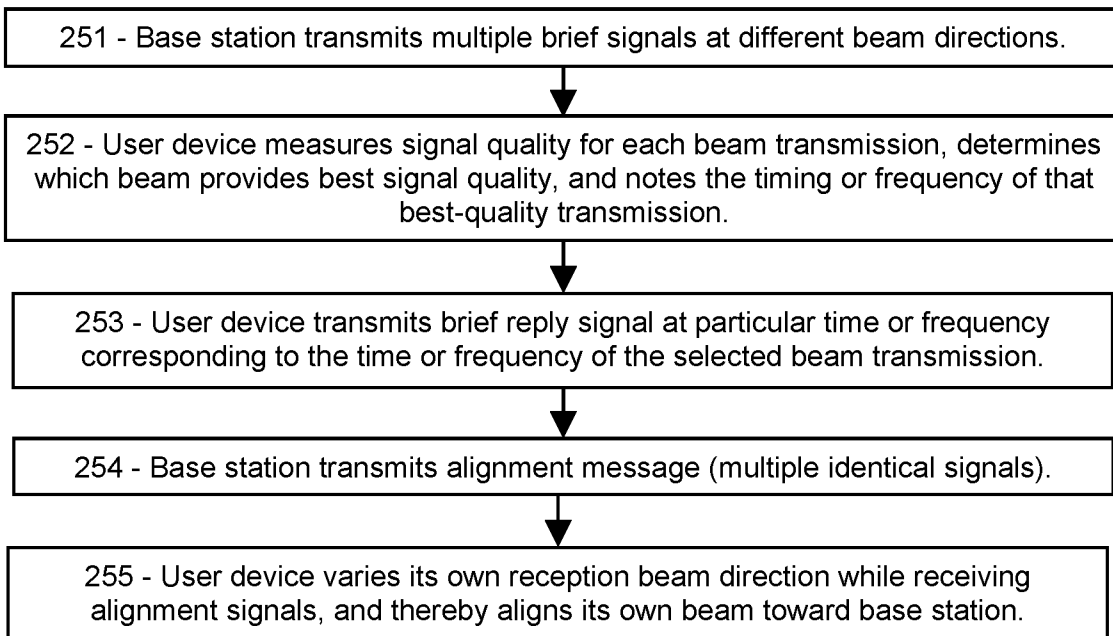 251 - Base station transmits multiple brief signals at different beam directions.
252 - User device measures signal quality for each beam transmission, determines
which beam provides best signal quality, and notes the timing or frequency of that
best-quality transmission.
253 - User device transmits brief reply signal at particular time or frequency
corresponding to the time or frequency of the selected beam transmission.
254 - Base station transmits alignment message (multiple identical signals).
255 - User device varies its own reception beam direction while receiving
alignment signals, and thereby aligns its own beam toward base station.